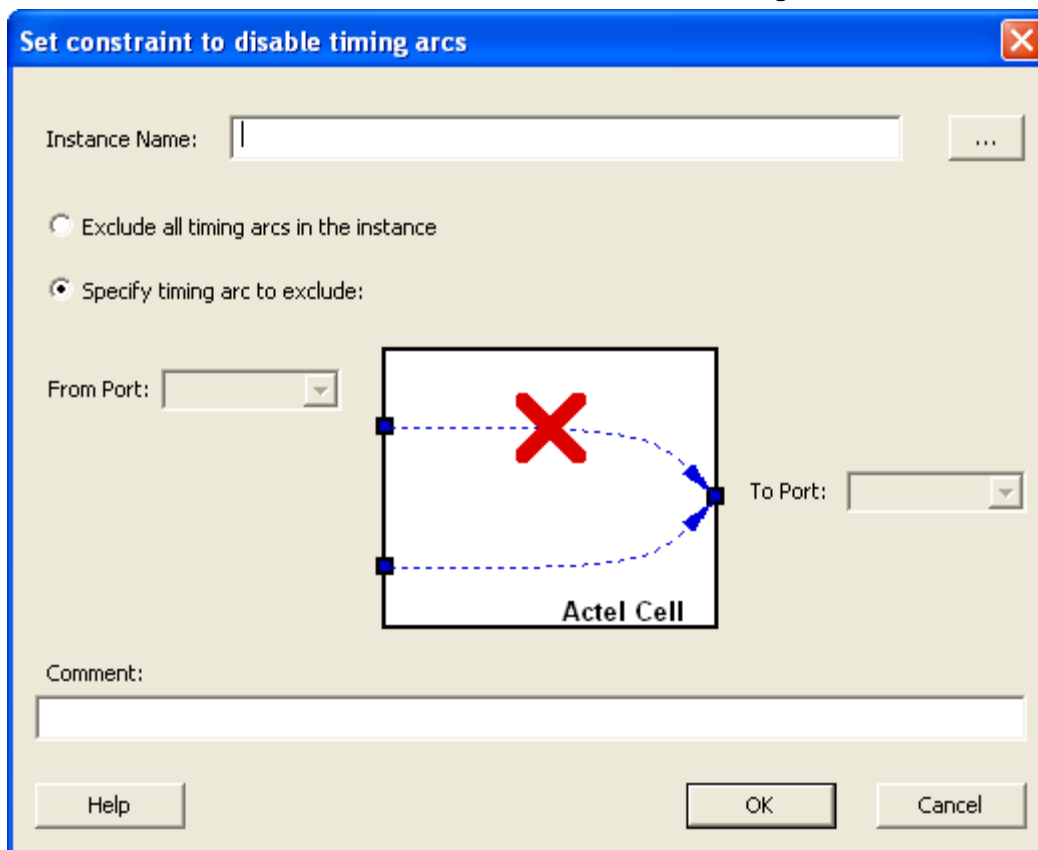 Set constraint to disable timing arcs
Instance Name:
...
Exclude all timing arcs in the instance
Specify timing arc to exclude:
From Port:
To Port:
Actel Cell
Comment:
Help
OK
Cancel